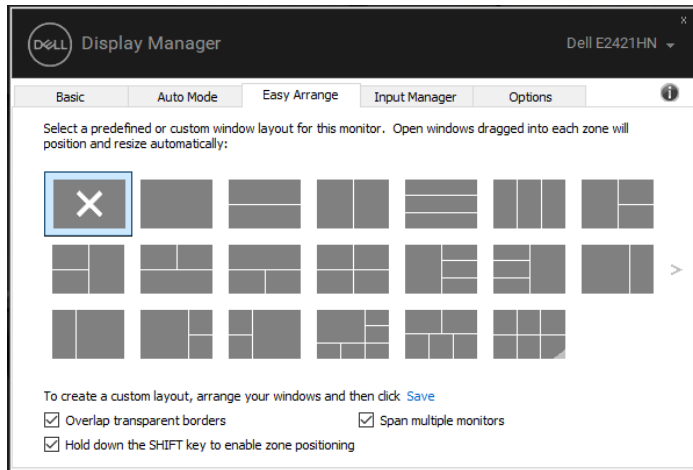 DELL Display Manager
Dell E2421HN
x
Basic Auto Mode Easy Arrange Input Manager Options i
Select a predefined or custom window layout for this monitor. Open windows dragged into each zone will
position and resize automatically:
To create a custom layout, arrange your windows and then click Save
Overlap transparent borders Span multiple monitors
Hold down the SHIFT key to enable zone positioning